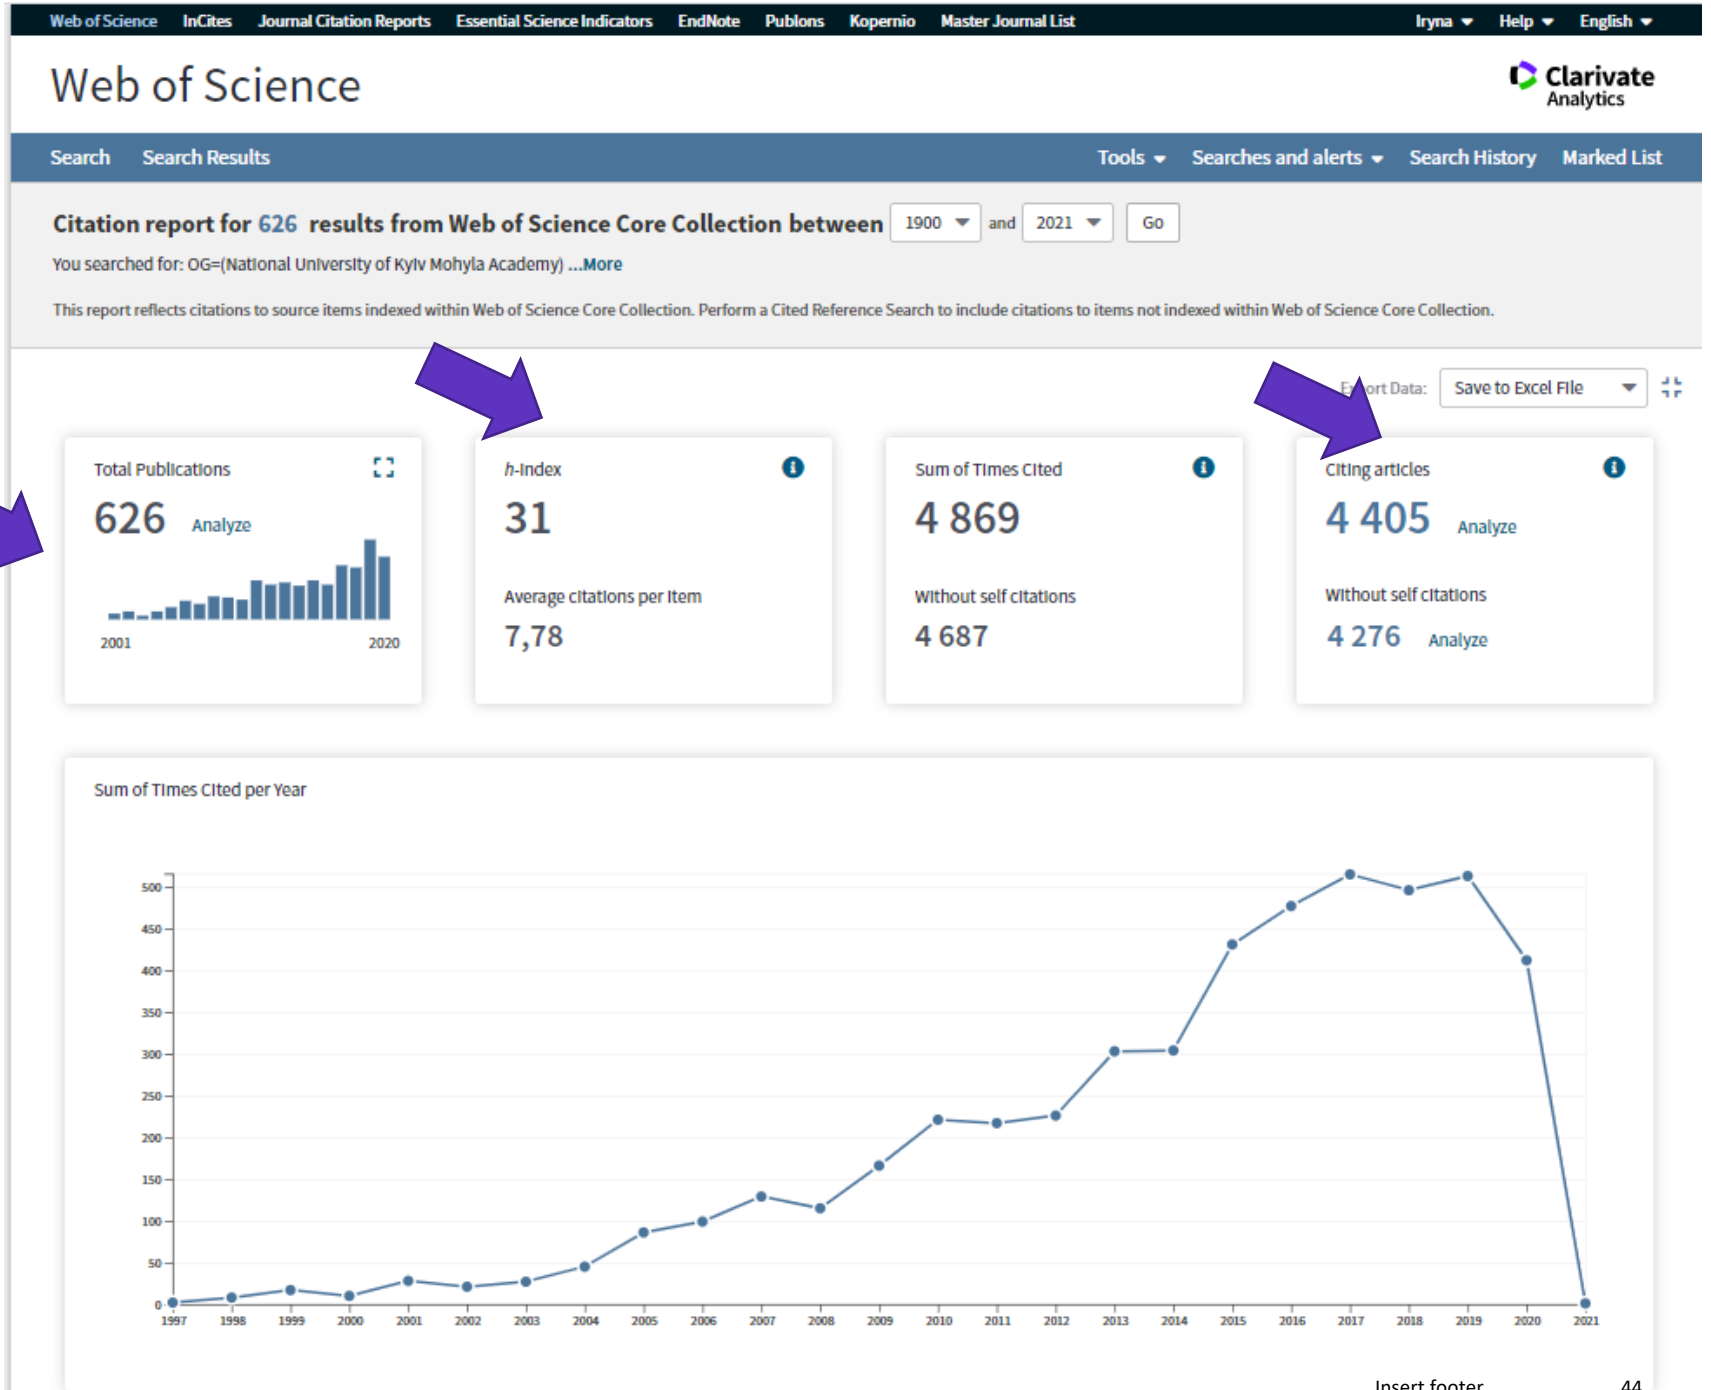 Web of Science InCites Journal Citation Reports Essential Science Indicators EndNote Publons Kopernio Master Journal List Iryna Help English
Web of Science
Clarivate
Analytics
Search Search Results Tools Searches and alerts Search History Marked List
Citation report for 626 results from Web of Science Core Collection between 1900 and 2021 Go
You searched for: OG=(National University of Kyiv Mohyla Academy) ...More
This report reflects citations to source items indexed within Web of Science Core Collection. Perform a Cited Reference Search to include citations to items not indexed within Web of Science Core Collection.
Data: Save to Excel File
Total Publications
626 Analyze
2001 2020
h-index
31
Average citations per item
7,78
Sum of Times Cited
4 869
Without self citations
4 687
Citing articles
4 405 Analyze
Without self citations
4 276 Analyze
Sum of Times Cited per Year
500
450
400
350
300
250
200
150
100
50
0
1997 1998 1999 2000 2001 2002 2003 2004 2005 2006 2007 2008 2009 2010 2011 2012 2013 2014 2015 2016 2017 2018 2019 2020 2021
Insert footer 44